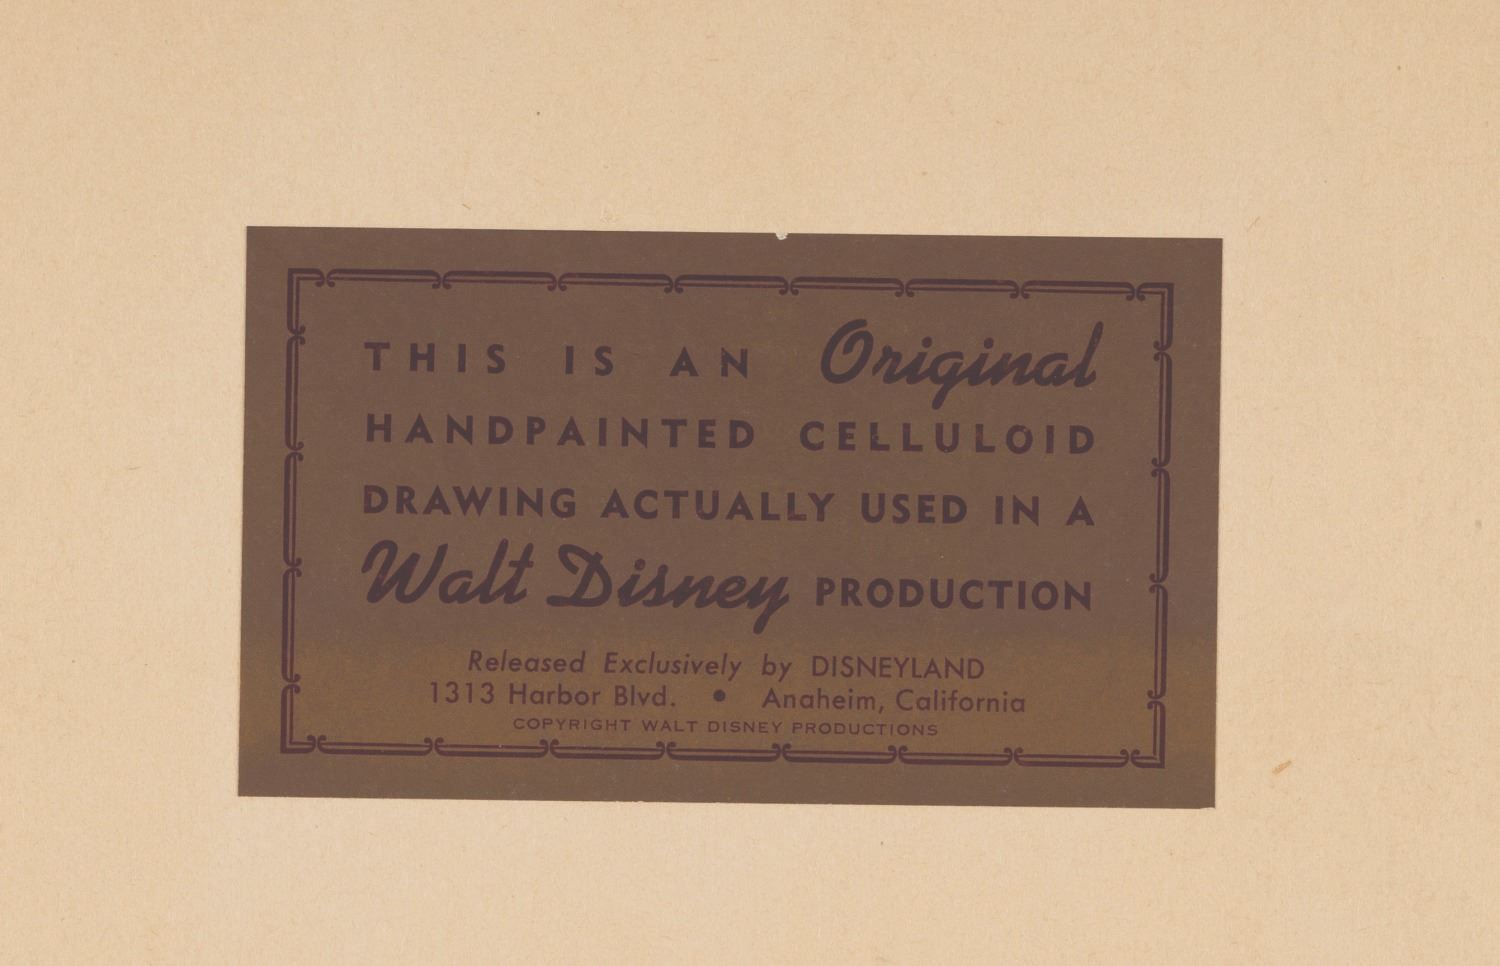 THIS IS AN Original
HANDPAINTED CELLULOID
DRAWING ACTUALLY USED IN A
Walt Disney PRODUCTION
Released Exclusively by DISNEYLAND
1313 Harbor Blvd. • Anaheim, California
COPYRIGHT WALT DISNEY PRODUCTIONS